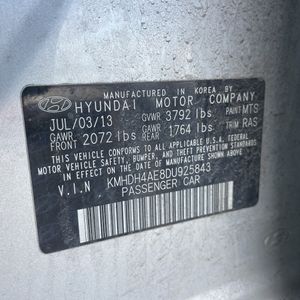 MANUFACTURED IN KOREA BY
HYUNDAI MOTOR COMPANY
JUL/03/13 GVWR 3792 lbs PAINT MTS
GAWR FRONT 2072 lbs GAWR REAR 1764 lbs TRIM RAS
THIS VEHICLE CONFORMS TO ALL APPLICABLE FEDERAL
MOTOR VEHICLE SAFETY, BUMPER, AND THEFT
PREVENTION STANDARDS IN EFFECT ON THE DATE OF
MANUFACTURE SHOWN ABOVE.
V.I.N KMHDH4AE8DU925843
PASSENGER CAR